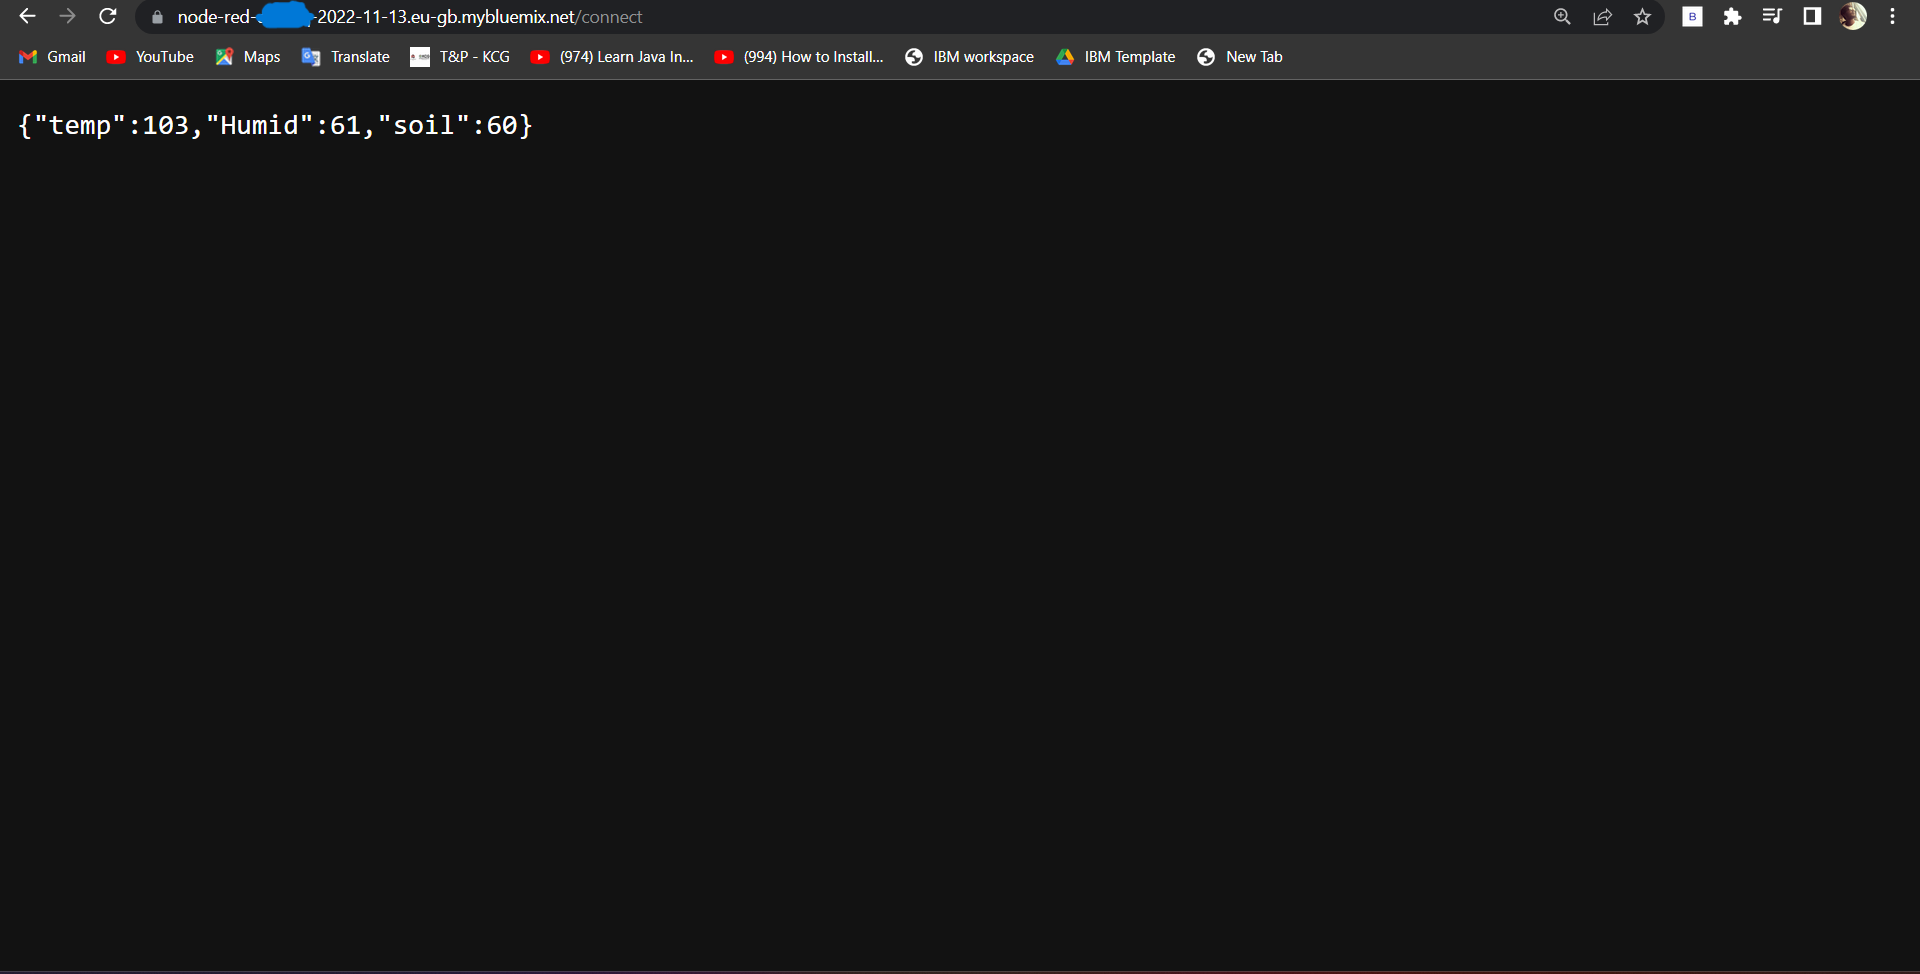 node-red- -2022-11-13.eu-gb.mybluemix.net/connect
B
Gmail YouTube Maps Translate T&P - KCG (974) Learn Java In... (994) How to Install... IBM workspace IBM Template New Tab
{"temp":103,"Humid":61,"soil":60}